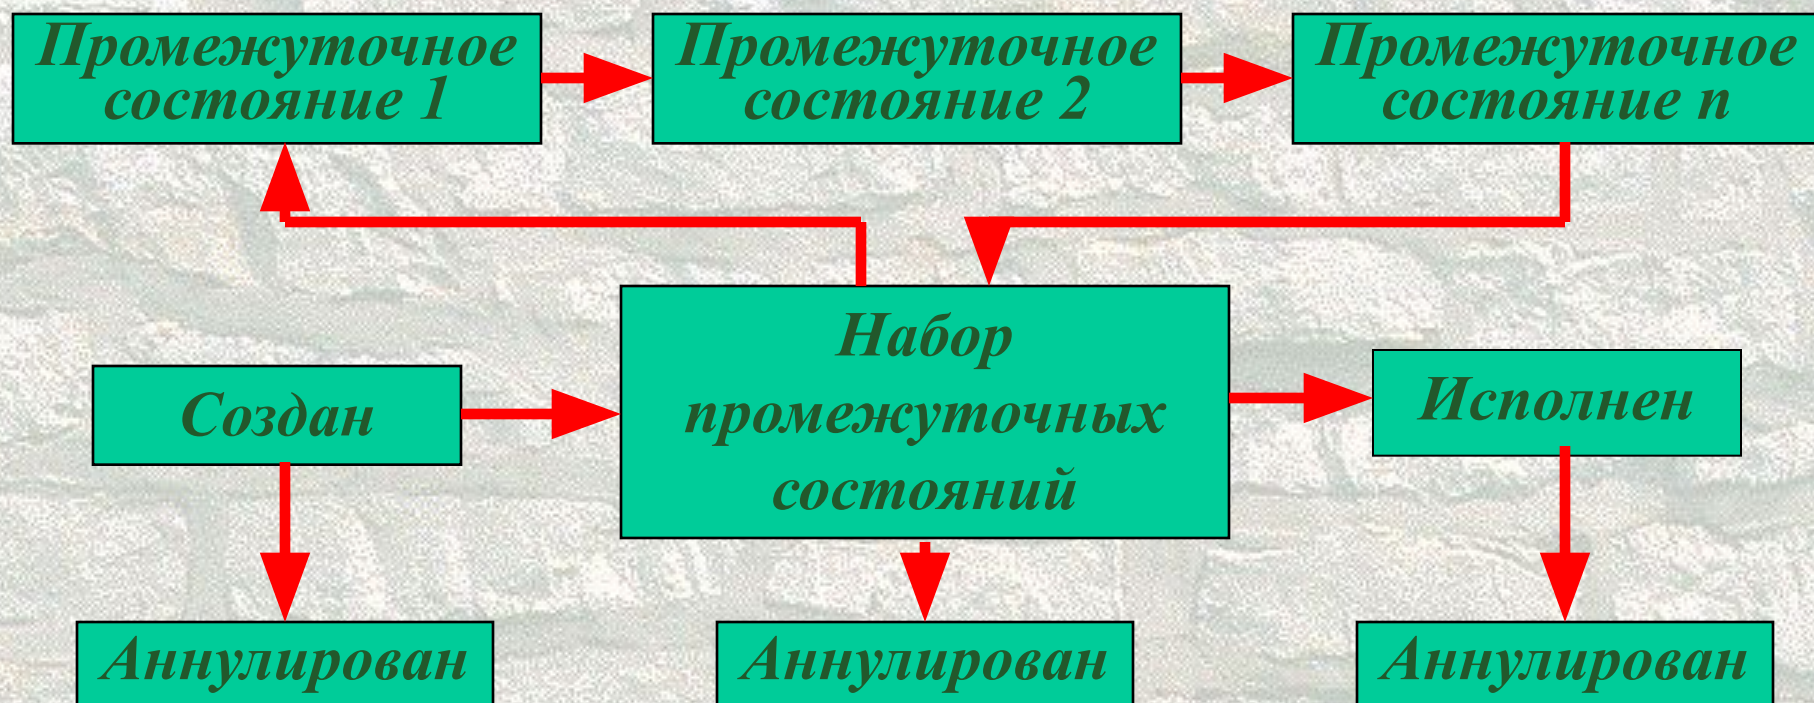 Промежуточное
состояние 1
Промежуточное
состояние 2
Промежуточное
состояние n
Набор
промежуточных
состояний
Создан
Исполнен
Аннулирован
Аннулирован
Аннулирован